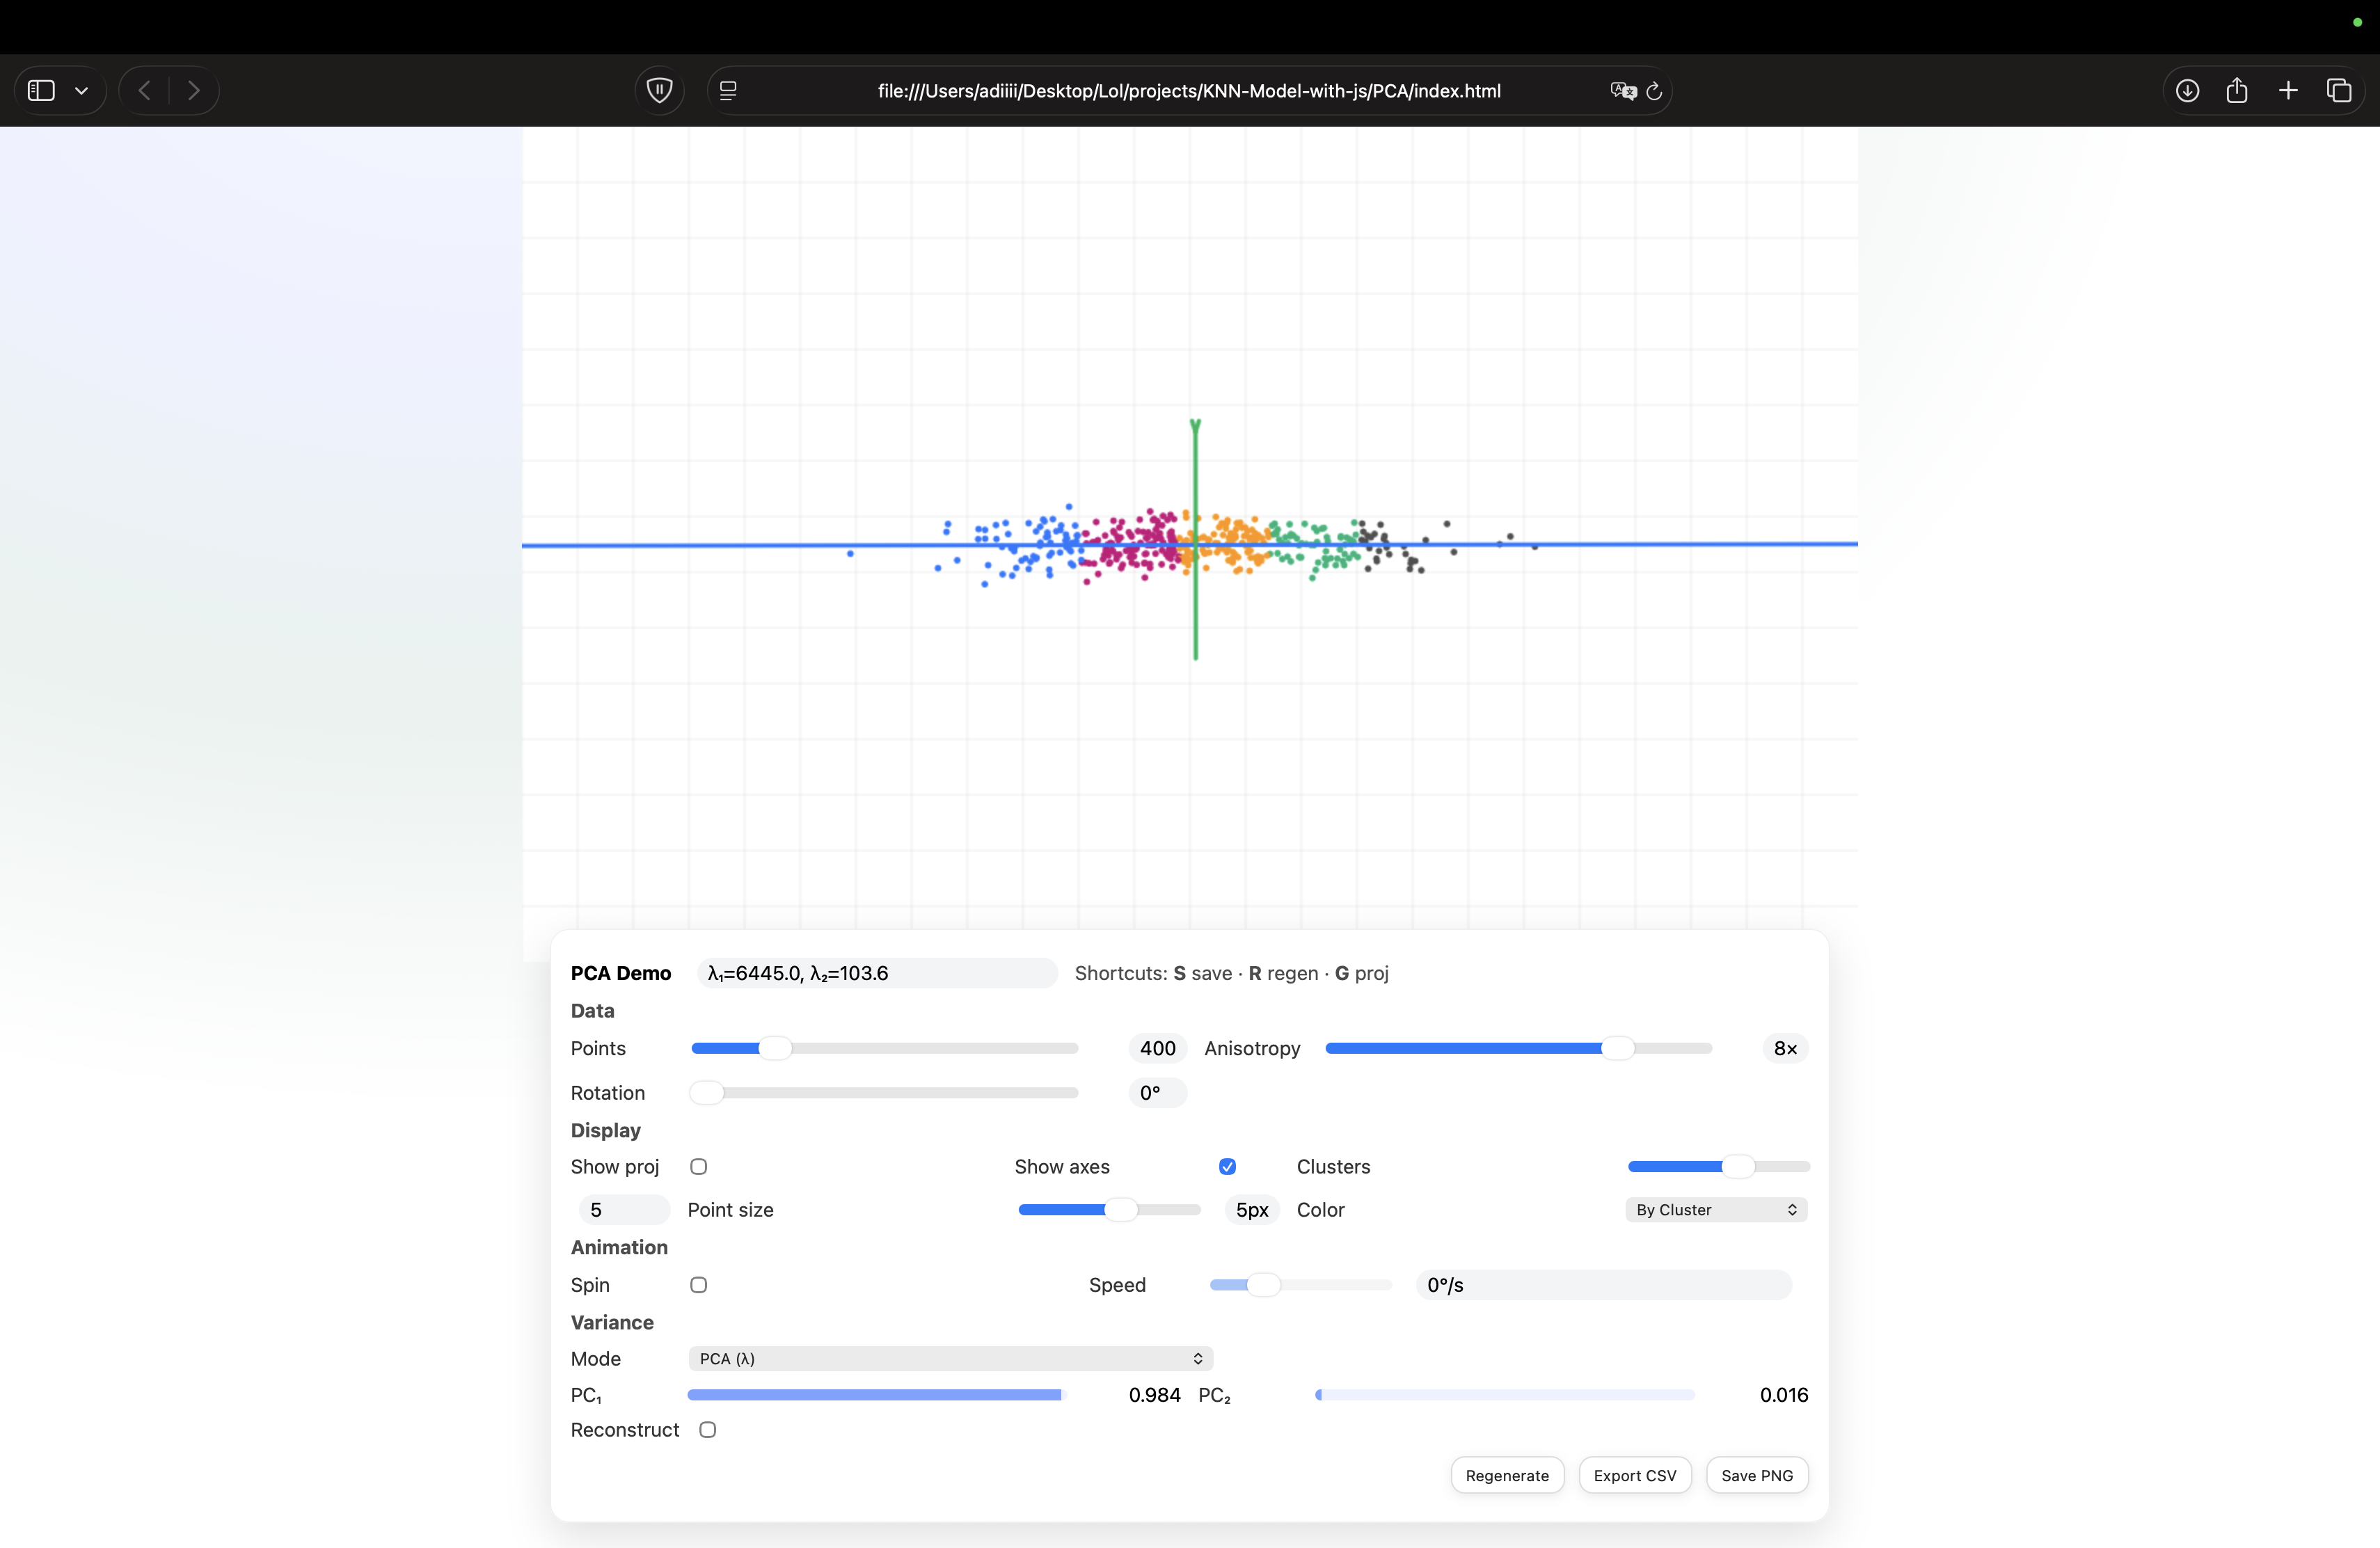 file:///Users/adiiii/Desktop/Lol/projects/KNN-Model-with-js/PCA/index.html
PCA Demo λ₁=6445.0, λ₂=103.6 Shortcuts: S save · R regen · G proj
Data
Points 400 Anisotropy 8×
Rotation 0°
Display
Show proj Show axes Clusters
5 Point size 5px Color By Cluster
Animation
Spin Speed 0°/s
Variance
Mode PCA (λ)
PC₁ 0.984 PC₂ 0.016
Reconstruct
Regenerate Export CSV Save PNG